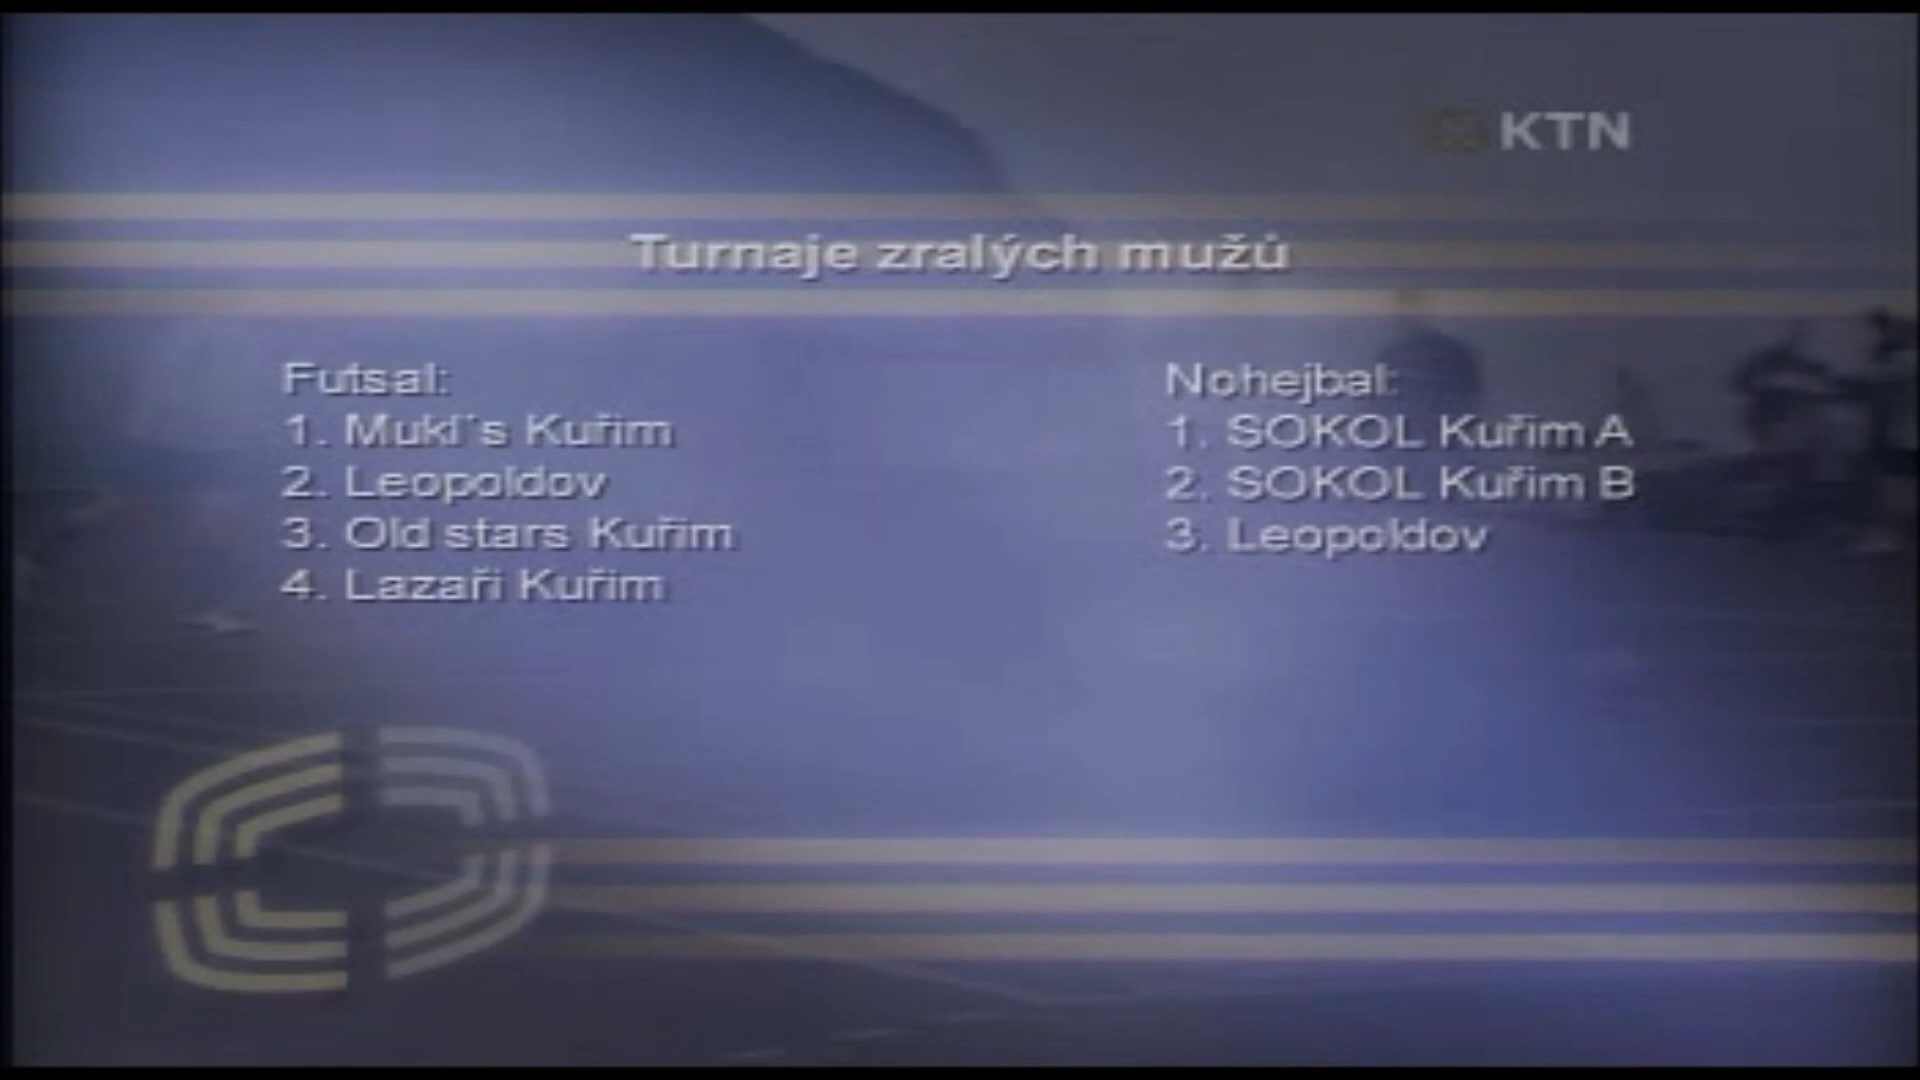 KTN
Turnaje zralých mužů
Futsal:
1. Mukl´s Kuřim
2. Leopoldov
3. Old stars Kuřim
4. Lazaři Kuřim
Nohejbal:
1. SOKOL Kuřim A
2. SOKOL Kuřim B
3. Leopoldov